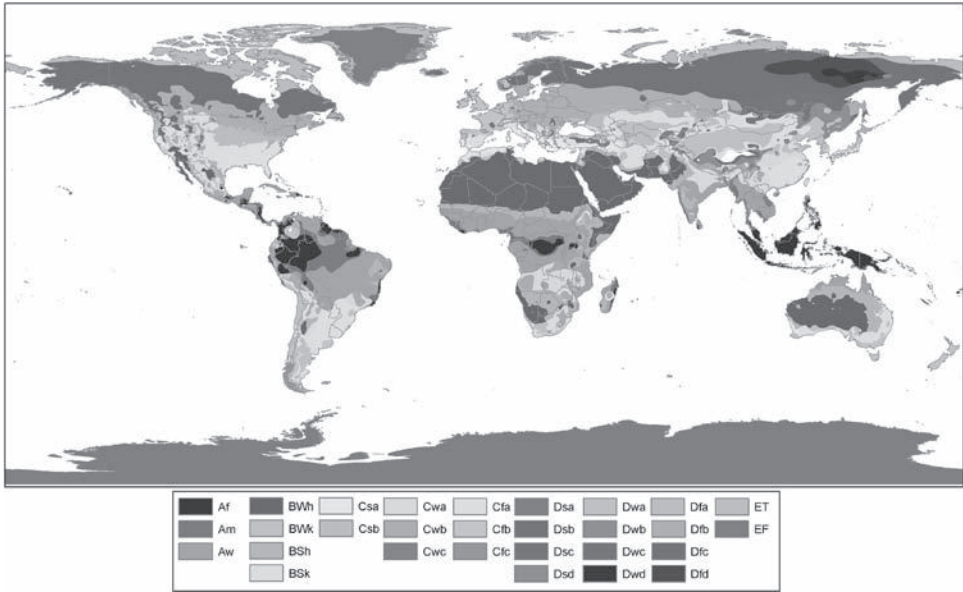 Af BWh Csa Cwa Cfa Dsa Dwa Dfa ET
Am BWk Csb Cwb Cfb Dsb Dwb Dfb EF
Aw BSh Cwc Cfc Dsc Dwc Dfc
BSk Dsd Dwd Dfd